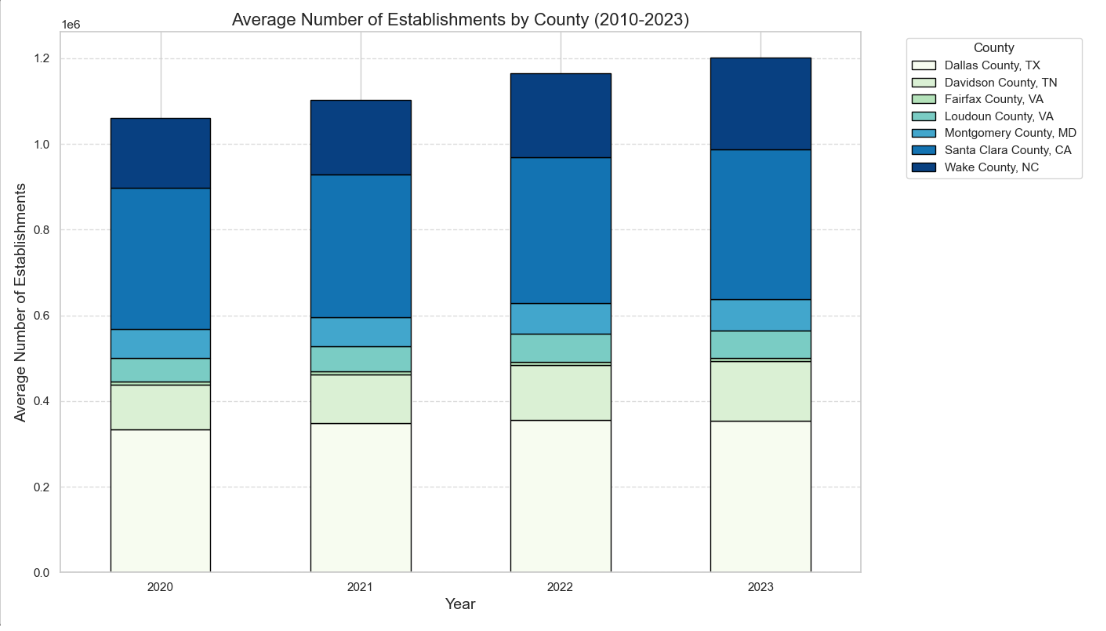 Average Number of Establishments by County (2010-2023)
1e6
1.2
1.0
0.8
0.6
0.4
0.2
0.0
Average Number of Establishments
2020 2021 2022 2023
Year
County
Dallas County, TX
Davidson County, TN
Fairfax County, VA
Loudoun County, VA
Montgomery County, MD
Santa Clara County, CA
Wake County, NC